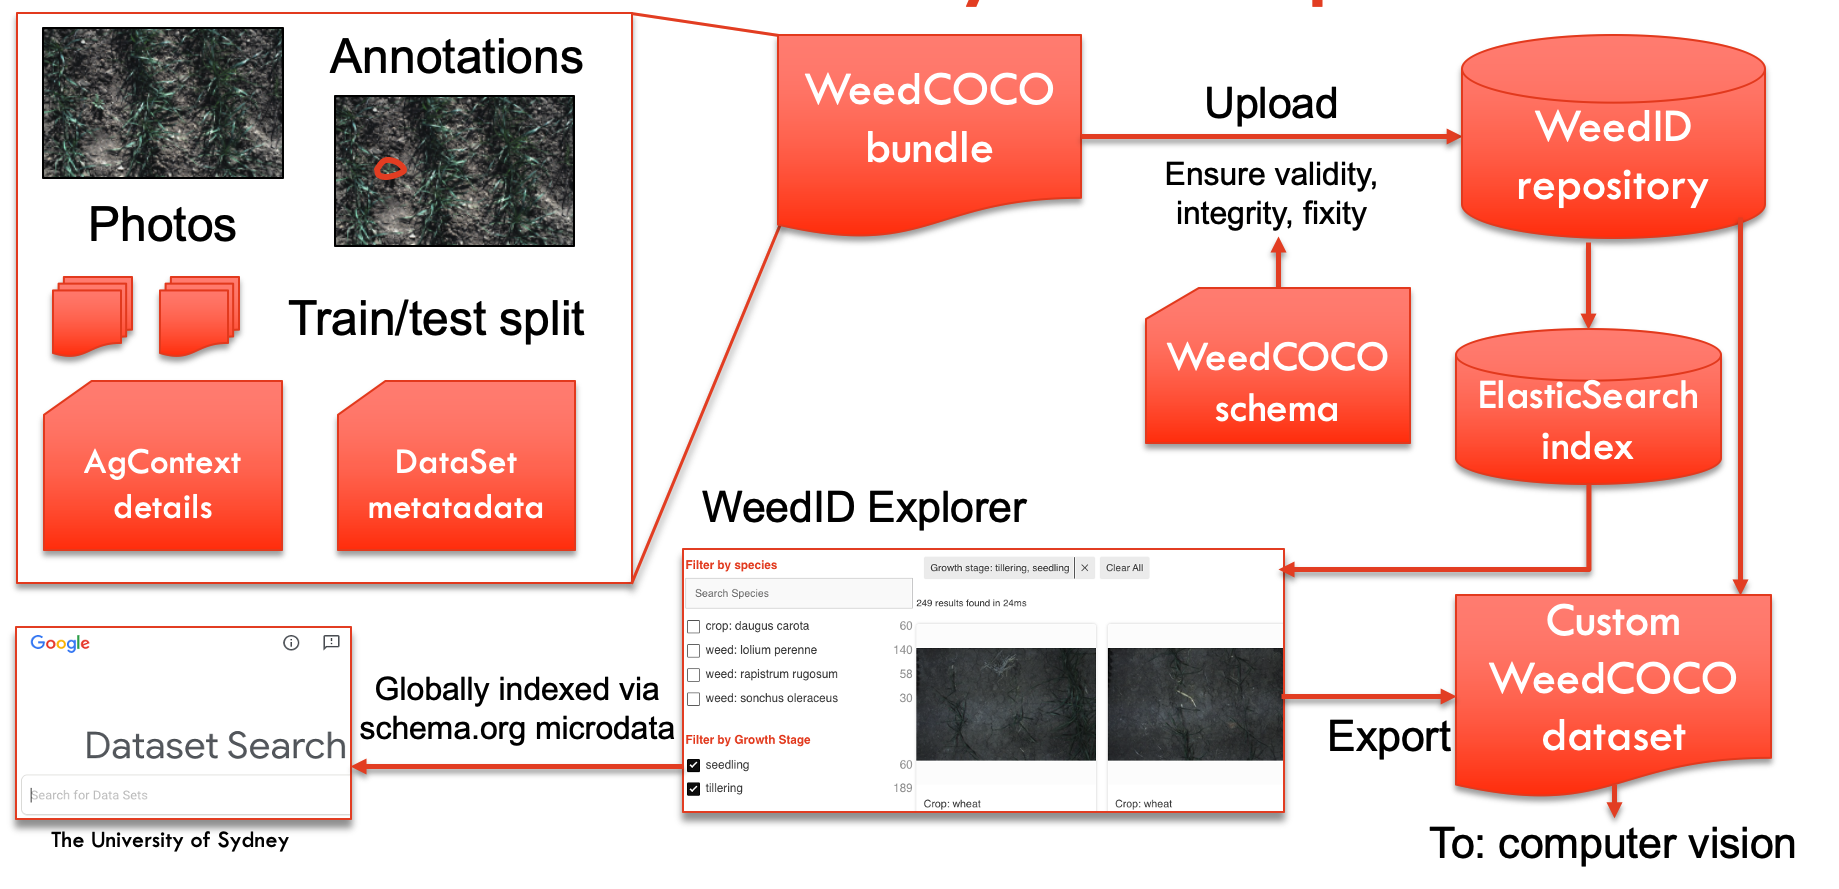 Annotations
Photos
Train/test split
AgContext
details
DataSet
metatadata
WeedCOCO
bundle
Upload
Ensure validity,
integrity, fixity
WeedCOCO
schema
WeedID
repository
ElasticSearch
index
WeedID Explorer
Filter by species
Search Species
crop: daugus carota 60
weed: lolium perenne 140
weed: rapistrum rugosum 58
weed: sonchus oleraceus 30
Filter by Growth Stage
seedling 60
tillering 189
Growth stage: tillering, seedling
Clear All
249 results found in 24ms
Crop: wheat
Crop: wheat
Export
Custom
WeedCOCO
dataset
To: computer vision
Globally indexed via
schema.org microdata
Google
Dataset Search
Search for Data Sets
The University of Sydney